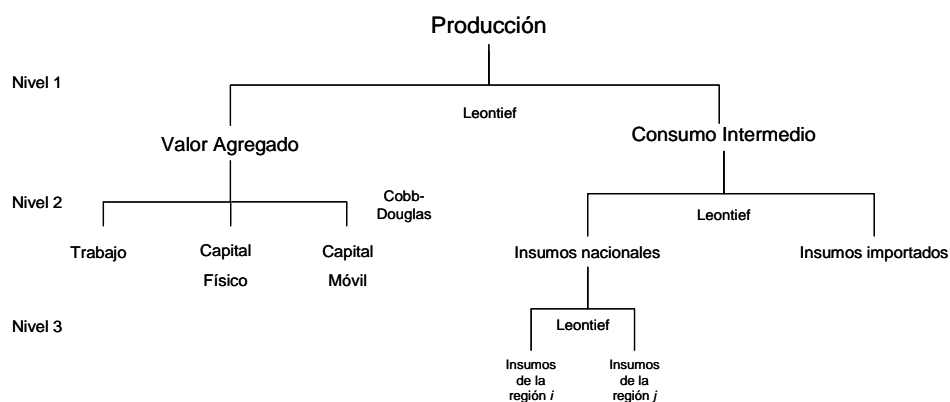 Producción
Nivel 1
Leontief
Valor Agregado
Consumo Intermedio
Nivel 2
Cobb-
Douglas
Leontief
Trabajo
Capital
Físico
Capital
Móvil
Insumos nacionales
Insumos importados
Nivel 3
Leontief
Insumos
de la
región i
Insumos
de la
región j